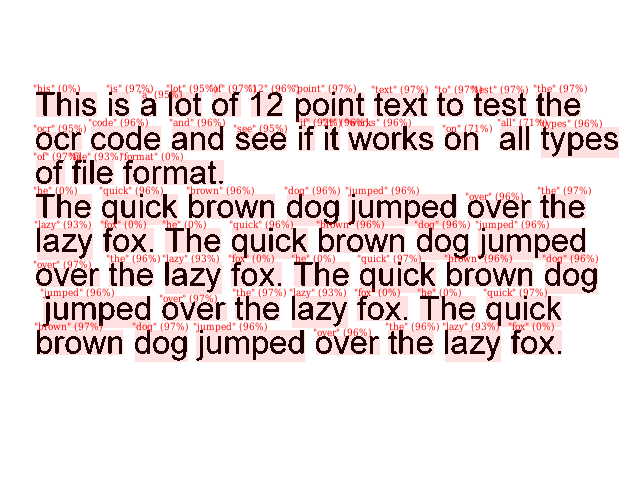 "his" (0%) "is" (97%) "a" (95%) "lot" (95%) "of" (97%) "12" (96%) "point" (97%) "text" (97%) "to" (97%) "test" (97%) "the" (97%)
This is a lot of 12 point text to test the
"ocr" (95%) "code" (96%) "and" (96%) "see" (95%) "works" (96%) "on" (71%) "all" (71%) "types" (96%)
ocr code and see if it works on all types
"of" (97%) "file" (93%) "format" (0%)
of file format.
"he" (0%) "quick" (96%) "brown" (96%) "dog" (96%) "jumped" (96%) "over" (96%) "the" (97%)
The quick brown dog jumped over the
"lazy" (93%) "fox" (0%) "he" (0%) "quick" (96%) "brown" (96%) "dog" (96%) "jumped" (96%)
lazy fox. The quick brown dog jumped
"over" (97%) "the" (96%) "lazy" (93%) "fox" (0%) "he" (0%) "quick" (97%) "brown" (96%) "dog" (96%)
over the lazy fox. The quick brown dog
"jumped" (96%) "over" (97%) "the" (97%) "lazy" (93%) "fox" (0%) "he" (0%) "quick" (97%)
jumped over the lazy fox. The quick
"brown" (97%) "dog" (97%) "jumped" (96%) "over" (96%) "the" (96%) "lazy" (93%) "fox" (0%)
brown dog jumped over the lazy fox.